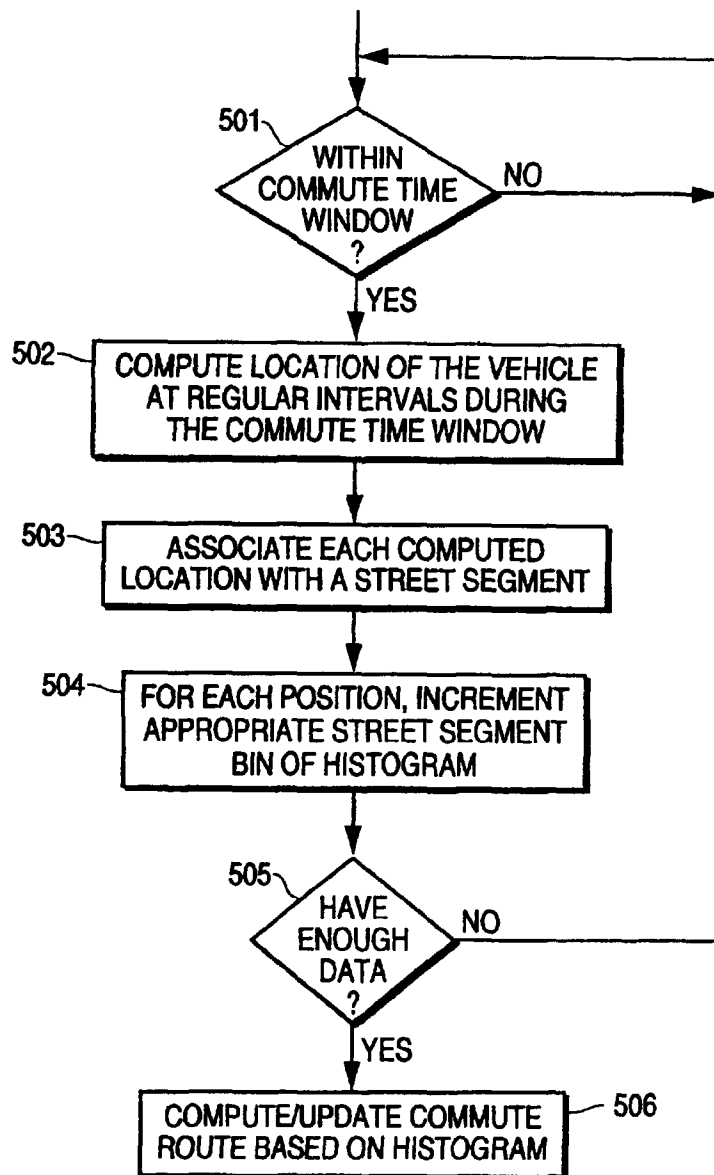 501
WITHIN
COMMUTE TIME
WINDOW
?
NO
YES
502
COMPUTE LOCATION OF THE VEHICLE
AT REGULAR INTERVALS DURING
THE COMMUTE TIME WINDOW
503
ASSOCIATE EACH COMPUTED
LOCATION WITH A STREET SEGMENT
504
FOR EACH POSITION, INCREMENT
APPROPRIATE STREET SEGMENT
BIN OF HISTOGRAM
505
HAVE
ENOUGH
DATA
?
NO
YES
COMPUTE/UPDATE COMMUTE
ROUTE BASED ON HISTOGRAM
506